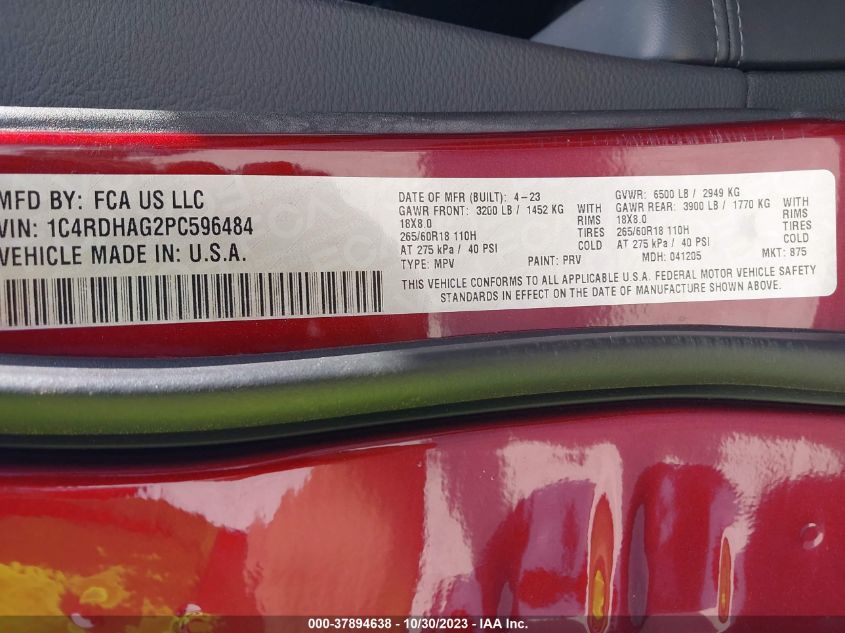 MFD BY: FCA US LLC
VIN: 1C4RDHAG2PC596484
VEHICLE MADE IN: U.S.A.
DATE OF MFR (BUILT): 4-23 GVWR: 6500 LB / 2949 KG
GAWR FRONT: 3200 LB / 1452 KG WITH GAWR REAR: 3900 LB / 1770 KG WITH
18X8.0 RIMS 18X8.0 RIMS
265/60R18 110H TIRES 265/60R18 110H TIRES
AT 275 kPa / 40 PSI COLD AT 275 kPa / 40 PSI COLD
TYPE: MPV PAINT: PRV MDH: 041205 MKT: 875
THIS VEHICLE CONFORMS TO ALL APPLICABLE U.S.A. FEDERAL MOTOR VEHICLE SAFETY
STANDARDS IN EFFECT ON THE DATE OF MANUFACTURE SHOWN ABOVE.
000-37894638 - 10/30/2023 - IAA Inc.